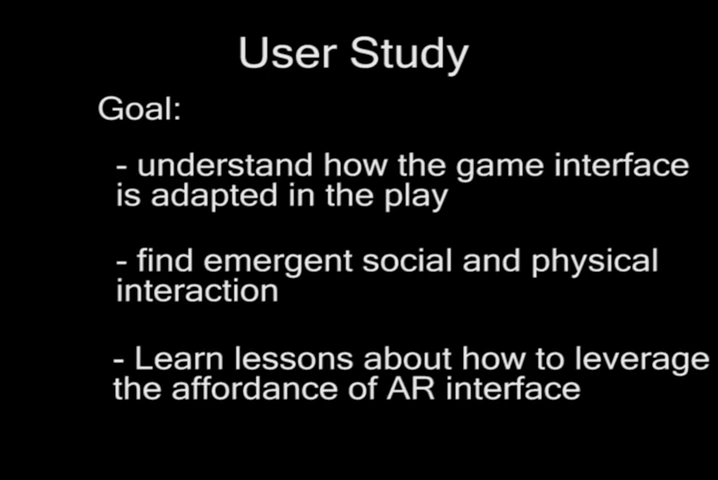 User Study
Goal:
- understand how the game interface
is adapted in the play
- find emergent social and physical
interaction
- Learn lessons about how to leverage
the affordance of AR interface